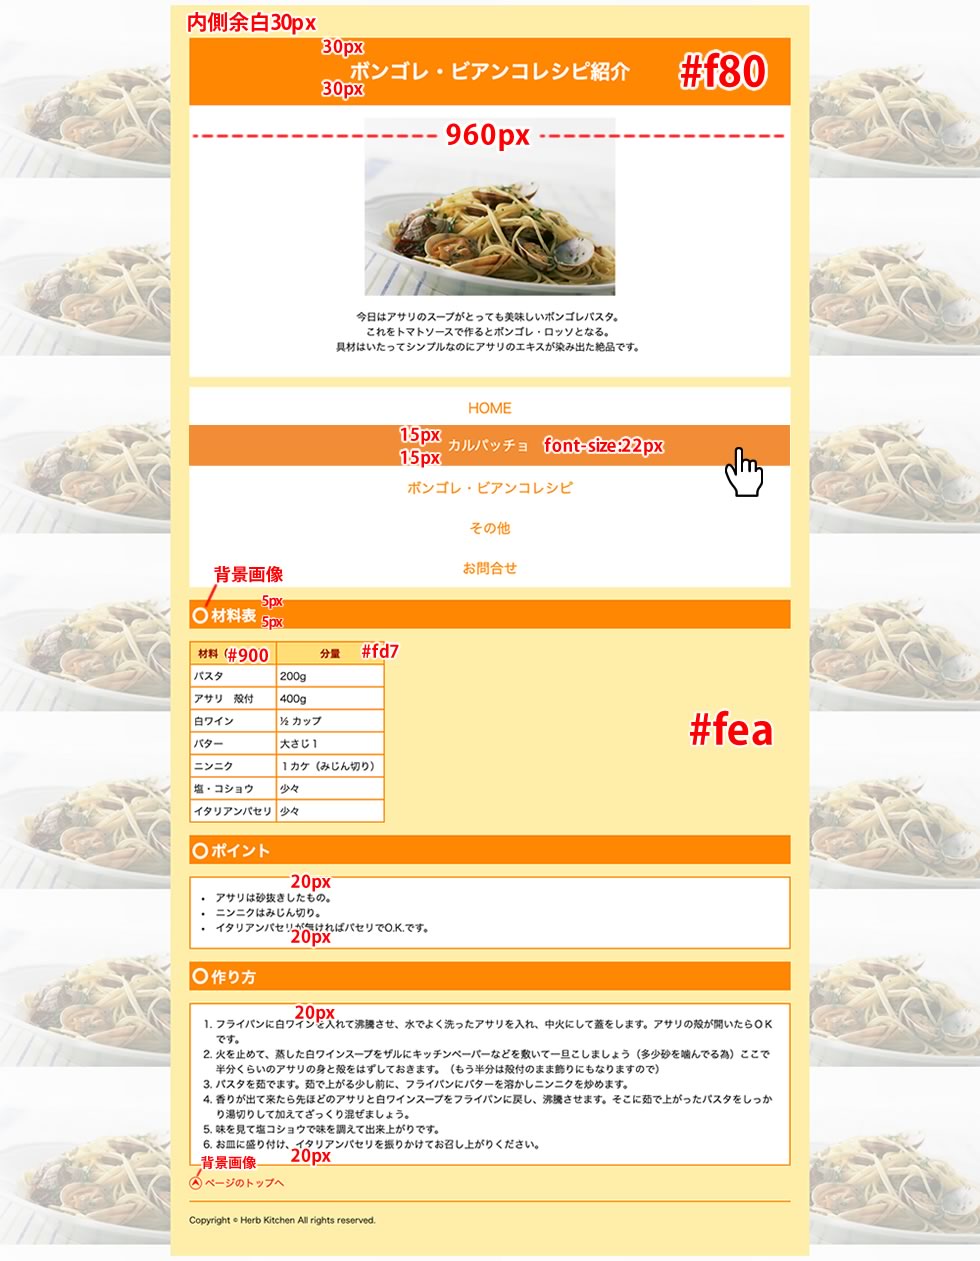 内側余白30px
30px
ボンゴレ・ビアンコレシピ紹介
#f80
30px
960px
今日はアサリのスープがとっても美味しいボンゴレパスタ。
これをトマトソースで作るとボンゴレ・ロッソとなる。
具材はいたってシンプルなのにアサリのエキスが染み出た絶品です。
HOME
15px
カルパッチョ font-size:22px
15px
ボンゴレ・ビアンコレシピ
その他
お問合せ
背景画像
5px
材料表
5px
材料 ( #900 分量 #fd7
パスタ 200g
アサリ 殻付 400g
白ワイン ½ カップ
バター 大さじ１
ニンニク １カケ（みじん切り）
塩・コショウ 少々
イタリアンパセリ 少々
#fea
ポイント
20px
• アサリは砂抜きしたもの。
• ニンニクはみじん切り。
• イタリアンパセリが無ければパセリでO.K.です。
20px
作り方
20px
1. フライパンに白ワインを入れて沸騰させ、水でよく洗ったアサリを入れ、中火にして蓋をします。アサリの殻が開いたらＯＫ
です。
2. 火を止めて、蒸した白ワインスープをザルにキッチンペーパーなどを敷いて一旦こしましょう（多少砂を噛んでる為）ここで
半分くらいのアサリの身と殻をはずしておきます。（もう半分は殻付のまま飾りにもなりますので）
3. パスタを茹でます。茹で上がる少し前に、フライパンにバターを溶かしニンニクを炒めます。
4. 香りが出て来たら先ほどのアサリと白ワインスープをフライパンに戻し、沸騰させます。そこに茹で上がったパスタをしっか
り湯切りして加えてざっくり混ぜましょう。
5. 味を見て塩コショウで味を調えて出来上がりです。
6. お皿に盛り付け、イタリアンパセリを振りかけてお召し上がりください。
20px
背景画像
ページのトップへ
Copyright © Herb Kitchen All rights reserved.